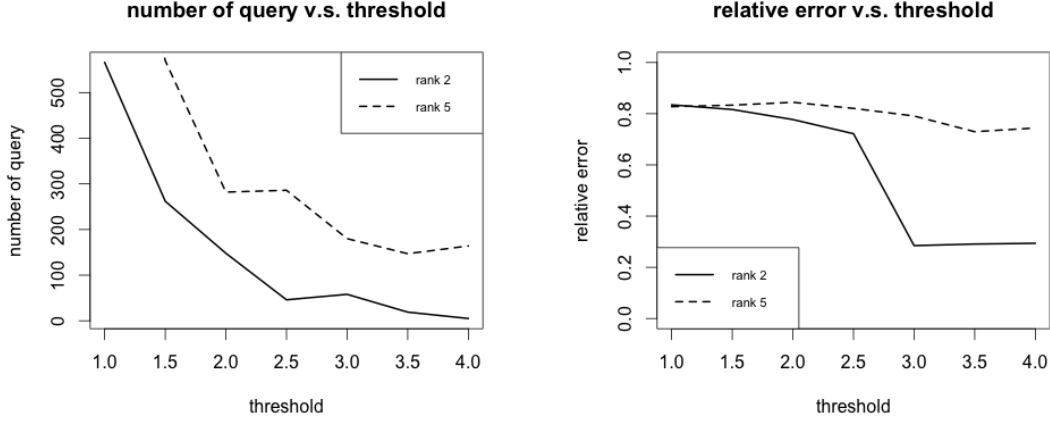 number of query v.s. threshold
number of query
0
100
200
300
400
500
rank 2
rank 5
1.0
1.5
2.0
2.5
3.0
3.5
4.0
threshold
relative error v.s. threshold
relative error
0.0
0.2
0.4
0.6
0.8
1.0
rank 2
rank 5
1.0
1.5
2.0
2.5
3.0
3.5
4.0
threshold